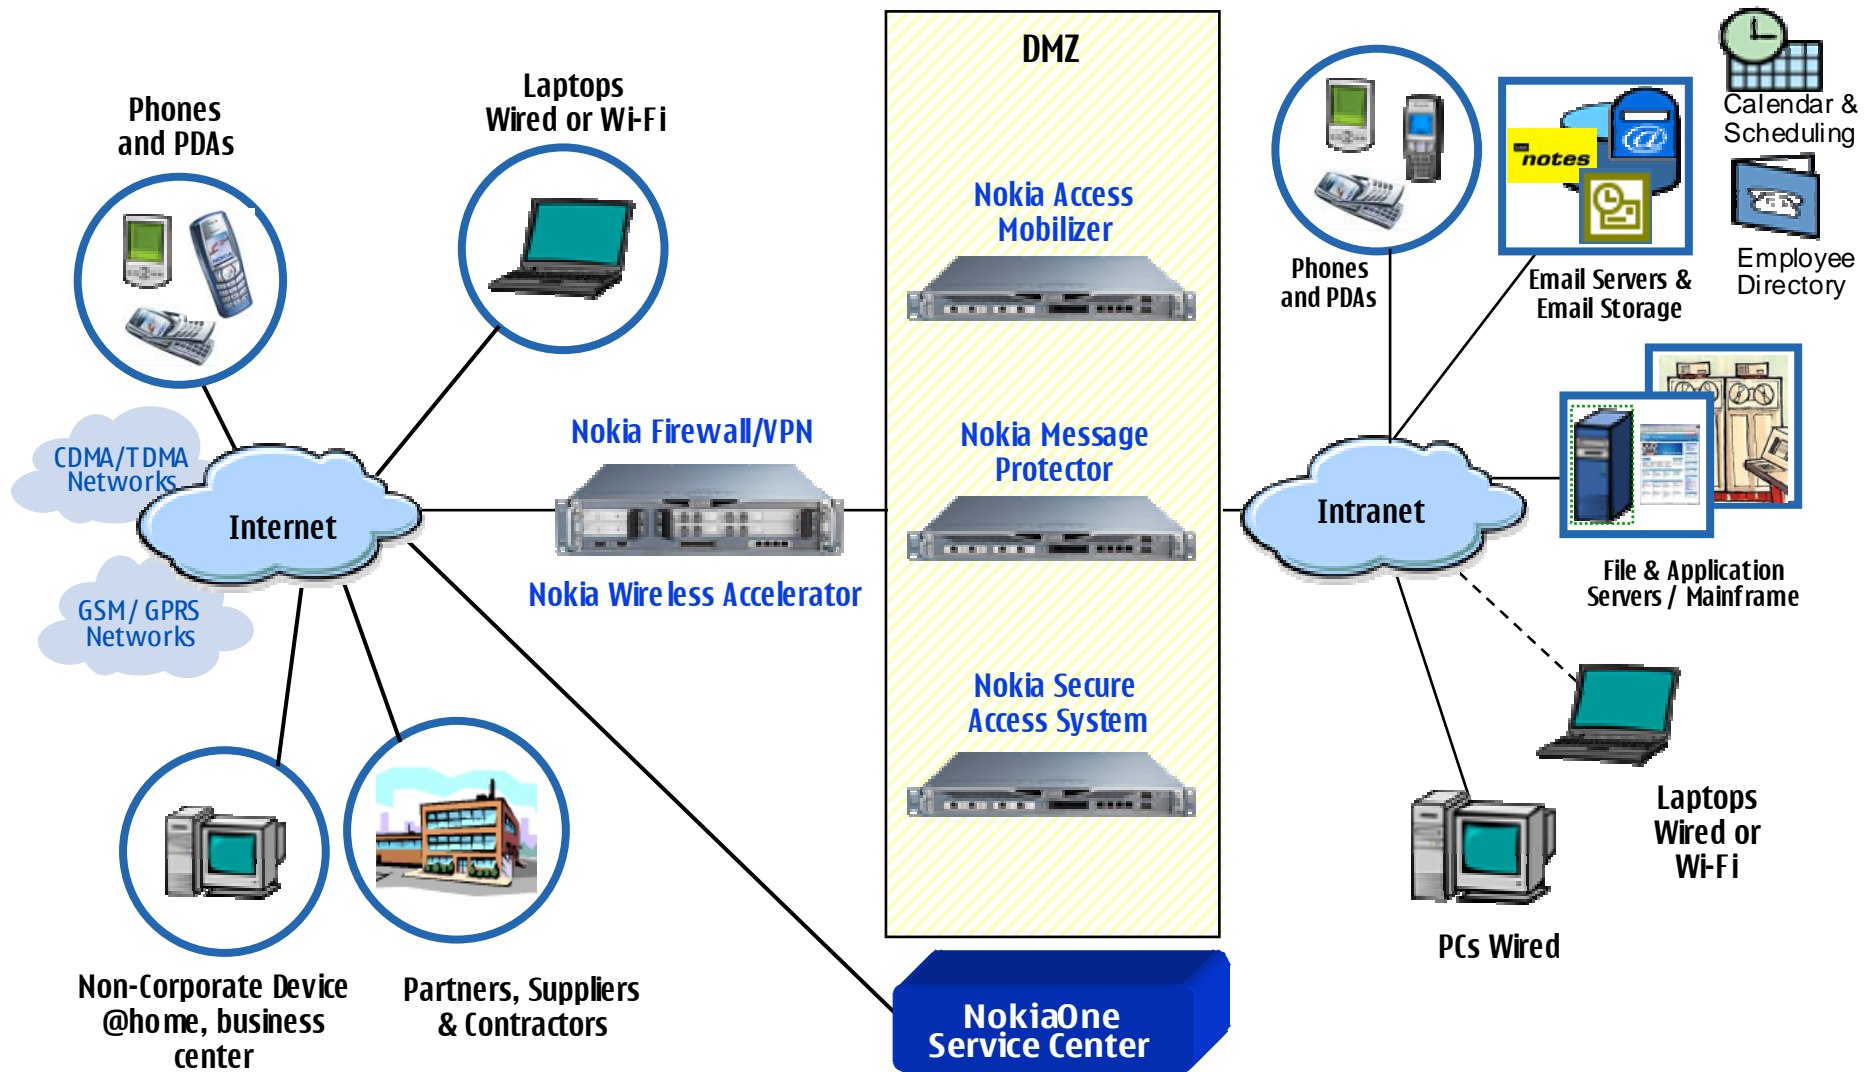 DMZ
Phones
and PDAs
Laptops
Wired or Wi-Fi
Nokia Access
Mobilizer
Phones
and PDAs
notes
@
Email Servers &
Email Storage
Calendar &
Scheduling
Employee
Directory
NOKIA
CDMA/TDMA
Networks
Internet
GSM/ GPRS
Networks
Nokia Firewall/VPN
Nokia Wireless Accelerator
Nokia Message
Protector
Intranet
File & Application
Servers / Mainframe
Nokia Secure
Access System
Laptops
Wired or
Wi-Fi
PCs Wired
Non-Corporate Device
@home, business
center
Partners, Suppliers
& Contractors
NokiaOne
Service Center